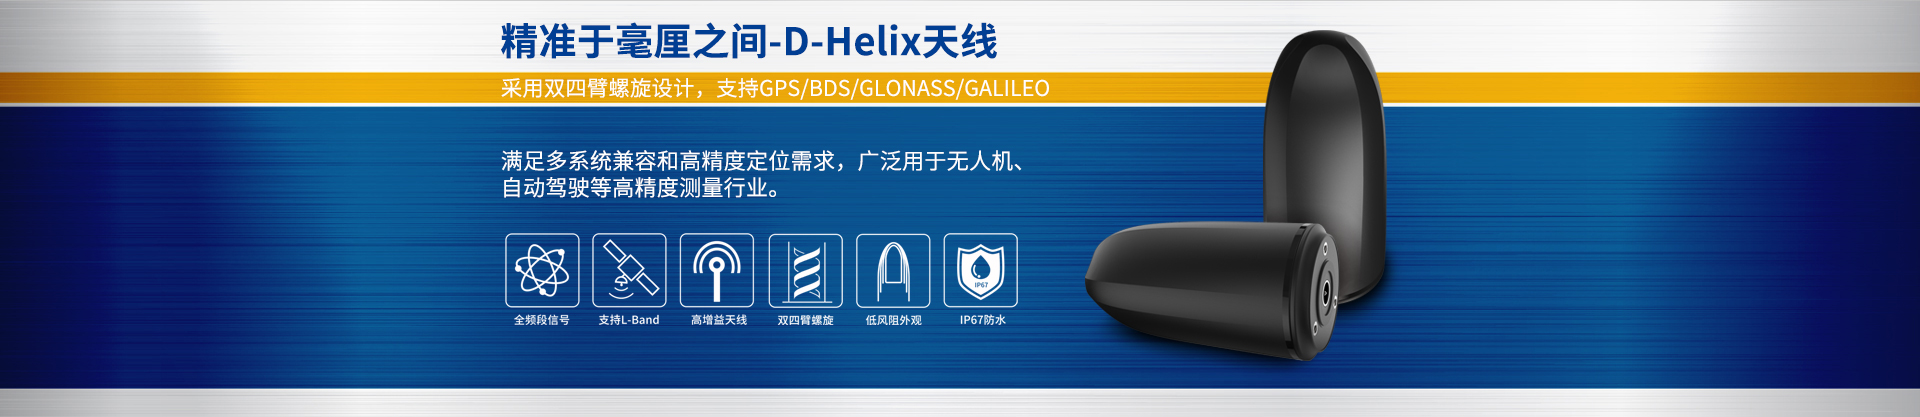 精准于毫厘之间-D-Helix天线
采用双四臂螺旋设计，支持GPS/BDS/GLONASS/GALILEO
满足多系统兼容和高精度定位需求，广泛用于无人机、
自动驾驶等高精度测量行业。
IP67
全频段信号 支持L-Band 高增益天线 双四臂螺旋 低风阻外观 IP67防水